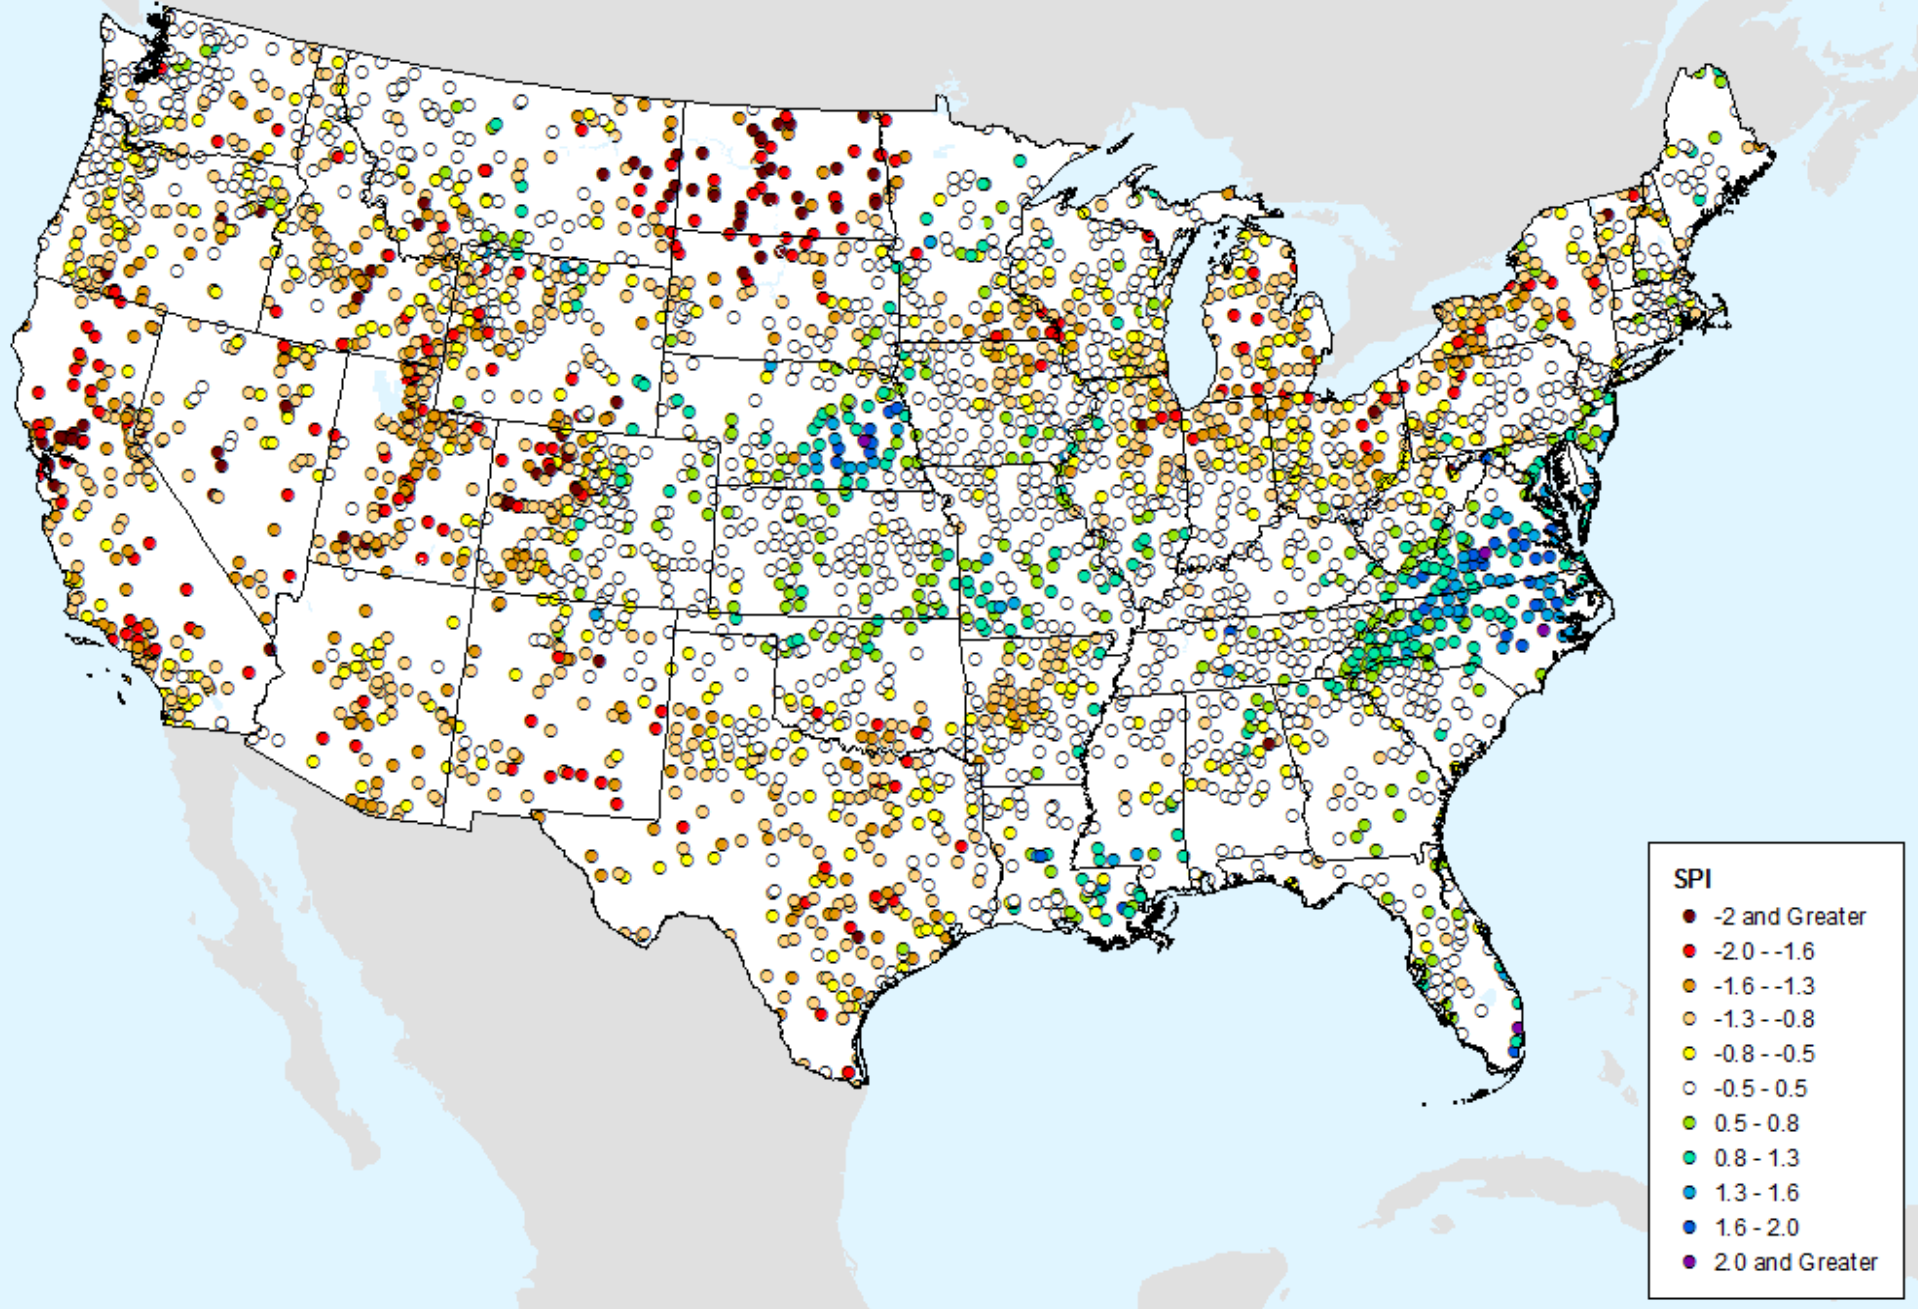 SPI
-2 and Greater
-2.0 - -1.6
-1.6 - -1.3
-1.3 - -0.8
-0.8 - -0.5
-0.5 - 0.5
0.5 - 0.8
0.8 - 1.3
1.3 - 1.6
1.6 - 2.0
2.0 and Greater